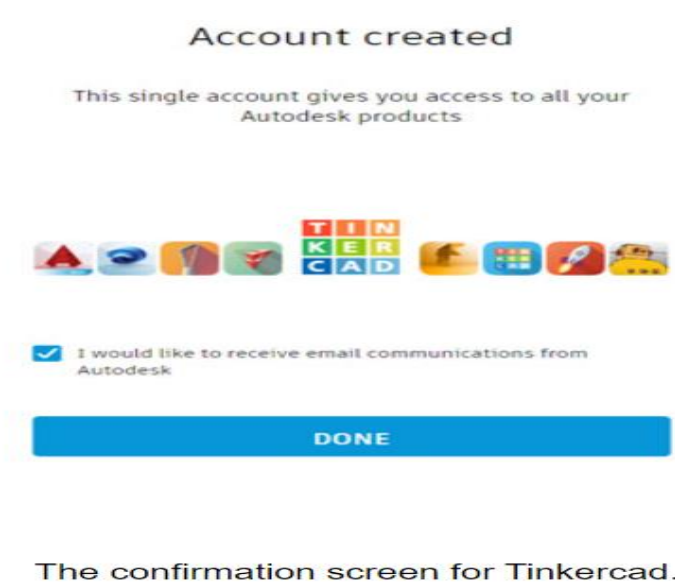 Account created
This single account gives you access to all your
Autodesk products
TIN
KER
CAD
I would like to receive email communications from
Autodesk
DONE
The confirmation screen for Tinkercad.